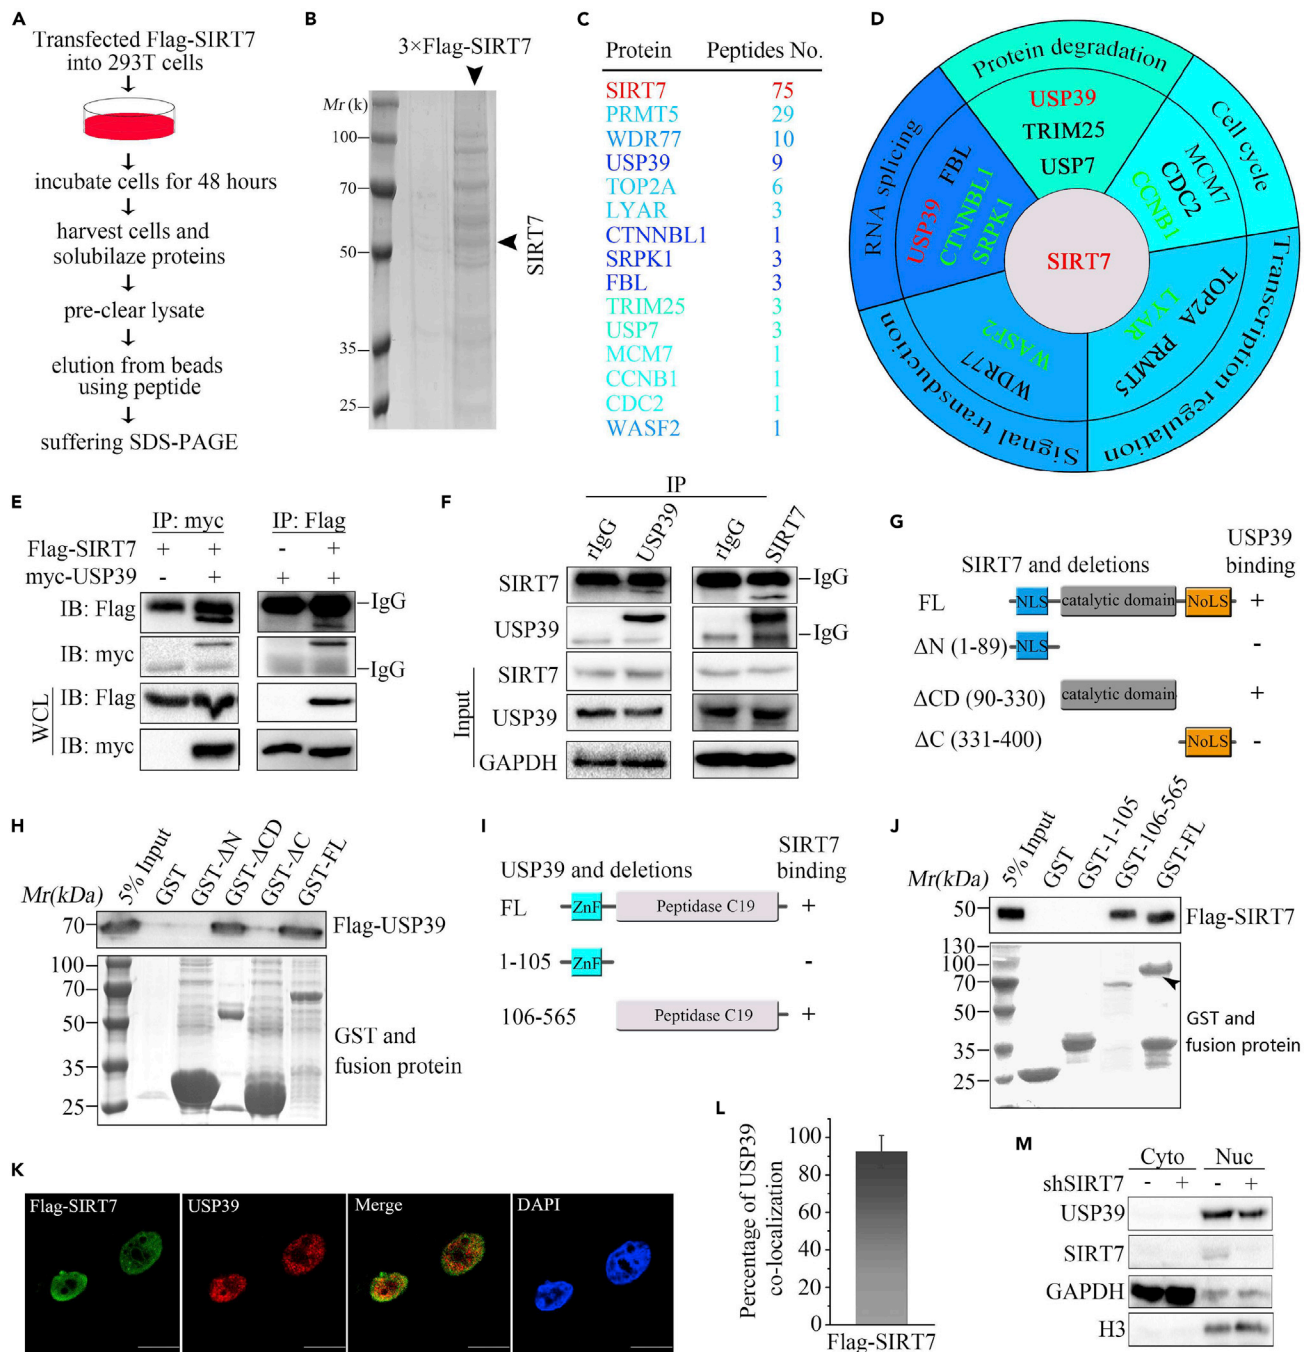 A
Transfected Flag-SIRT7
into 293T cells
incubate cells for 48 hours
harvest cells and
solubilaze proteins
pre-clear lysate
elution from beads
using peptide
suffering SDS-PAGE
B
3×Flag-SIRT7
Mr (k)
100
70
50
35
25
SIRT7
C
Protein Peptides No.
SIRT7 75
PRMT5 29
WDR77 10
USP39 9
TOP2A 6
LYAR 3
CTNNBL1 1
SRPK1 3
FBL 3
TRIM25 3
USP7 3
MCM7 1
CCNB1 1
CDC2 1
WASF2 1
D
Protein degradation
USP39
TRIM25
USP7
Cell cycle
MCM7
CDC2
CCNB1
Transcription regulation
TOP2A
PRMT5
LYAR
Signal transduction
WASF2
WDR77
RNA splicing
USP39
FBL
CTNNBL1
SRPK1
SIRT7
E
IP: myc IP: Flag
Flag-SIRT7 + + - +
myc-USP39 - + + +
IB: Flag IgG
IB: myc IgG
WCL
IB: Flag
IB: myc
F
IP
rIgG USP39 rIgG SIRT7
SIRT7 IgG
USP39 IgG
Input
SIRT7
USP39
GAPDH
G
USP39
binding
SIRT7 and deletions
FL NLS catalytic domain NoLS +
ΔN (1-89) NLS -
ΔCD (90-330) catalytic domain +
ΔC (331-400) NoLS -
H
5% Input GST GST-ΔN GST-ΔCD GST-ΔC GST-FL
Mr(kDa)
70 Flag-USP39
100
70
50
35
25
GST and
fusion protein
I
SIRT7
binding
USP39 and deletions
FL ZnF Peptidase C19 +
1-105 ZnF -
106-565 Peptidase C19 +
J
5% Input GST GST-1-105 GST-106-565 GST-FL
Mr(kDa)
50 Flag-SIRT7
130
100
70
50
35
25
GST and
fusion protein
K
Flag-SIRT7 USP39 Merge DAPI
L
Percentage of USP39
co-localization
100
80
60
40
20
0
Flag-SIRT7
M
Cyto Nuc
shSIRT7 - + - +
USP39
SIRT7
GAPDH
H3